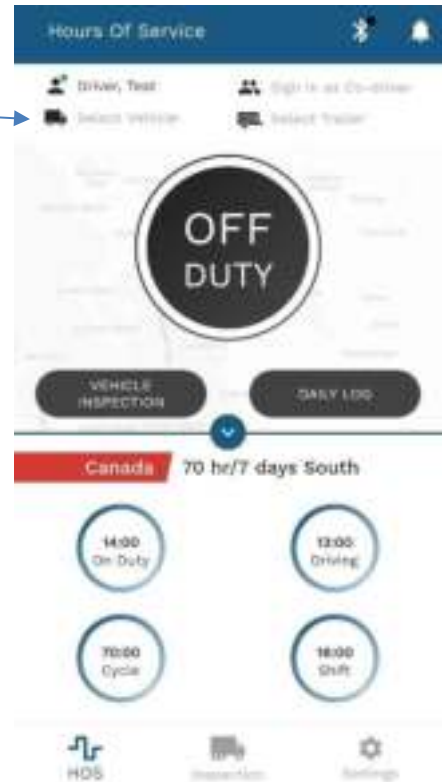 Hours Of Service
Driver, Test
Sign in as Co-driver
Select Vehicle
Select Trailer
OFF
DUTY
VEHICLE
INSPECTION
DAILY LOG
Canada
70 hr/7 days South
14:00
On Duty
13:00
Driving
70:00
Cycle
16:00
Shift
HOS
Inspection
Settings